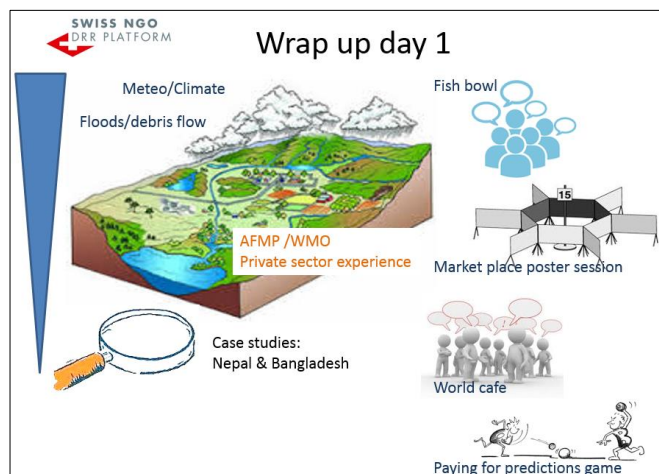 SWISS NGO
DRR PLATFORM
Wrap up day 1
Meteo/Climate
Floods/debris flow
AFMP /WMO
Private sector experience
Case studies:
Nepal & Bangladesh
Fish bowl
15
Market place poster session
World cafe
Paying for predictions game